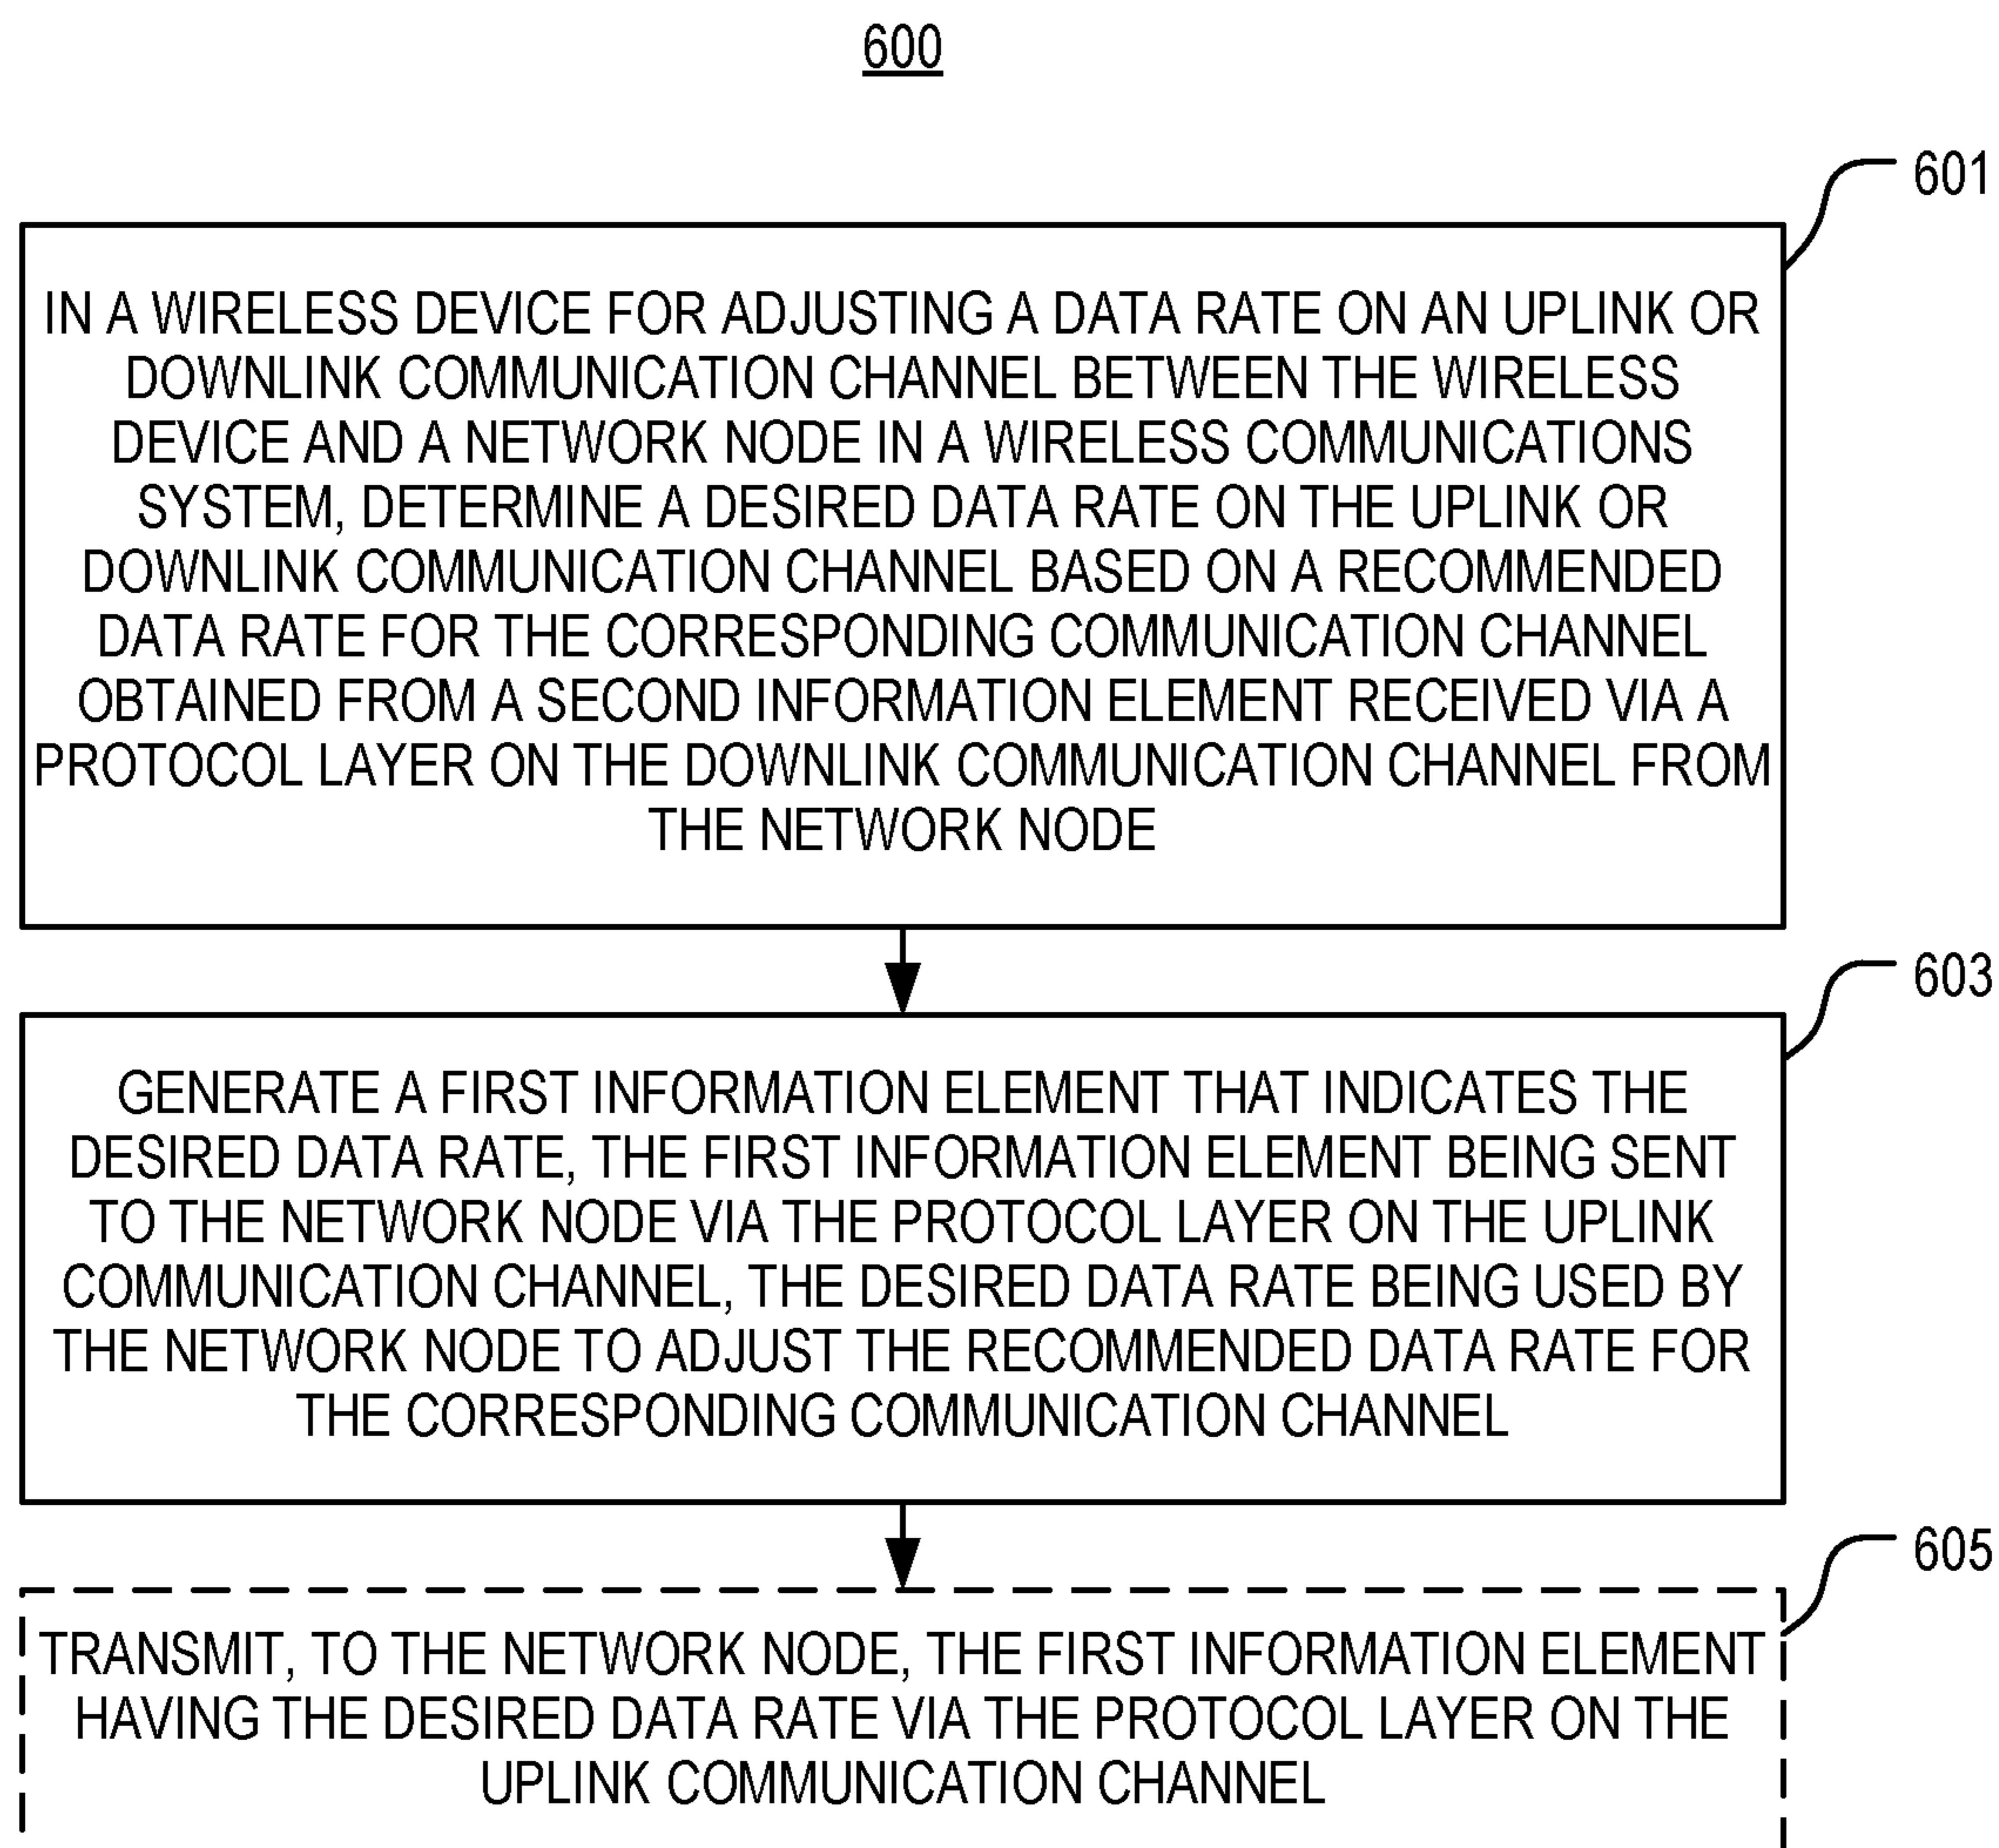 600
601
IN A WIRELESS DEVICE FOR ADJUSTING A DATA RATE ON AN UPLINK OR
DOWNLINK COMMUNICATION CHANNEL BETWEEN THE WIRELESS
DEVICE AND A NETWORK NODE IN A WIRELESS COMMUNICATIONS
SYSTEM, DETERMINE A DESIRED DATA RATE ON THE UPLINK OR
DOWNLINK COMMUNICATION CHANNEL BASED ON A RECOMMENDED
DATA RATE FOR THE CORRESPONDING COMMUNICATION CHANNEL
OBTAINED FROM A SECOND INFORMATION ELEMENT RECEIVED VIA A
PROTOCOL LAYER ON THE DOWNLINK COMMUNICATION CHANNEL FROM
THE NETWORK NODE
603
GENERATE A FIRST INFORMATION ELEMENT THAT INDICATES THE
DESIRED DATA RATE, THE FIRST INFORMATION ELEMENT BEING SENT
TO THE NETWORK NODE VIA THE PROTOCOL LAYER ON THE UPLINK
COMMUNICATION CHANNEL, THE DESIRED DATA RATE BEING USED BY
THE NETWORK NODE TO ADJUST THE RECOMMENDED DATA RATE FOR
THE CORRESPONDING COMMUNICATION CHANNEL
605
TRANSMIT, TO THE NETWORK NODE, THE FIRST INFORMATION ELEMENT
HAVING THE DESIRED DATA RATE VIA THE PROTOCOL LAYER ON THE
UPLINK COMMUNICATION CHANNEL